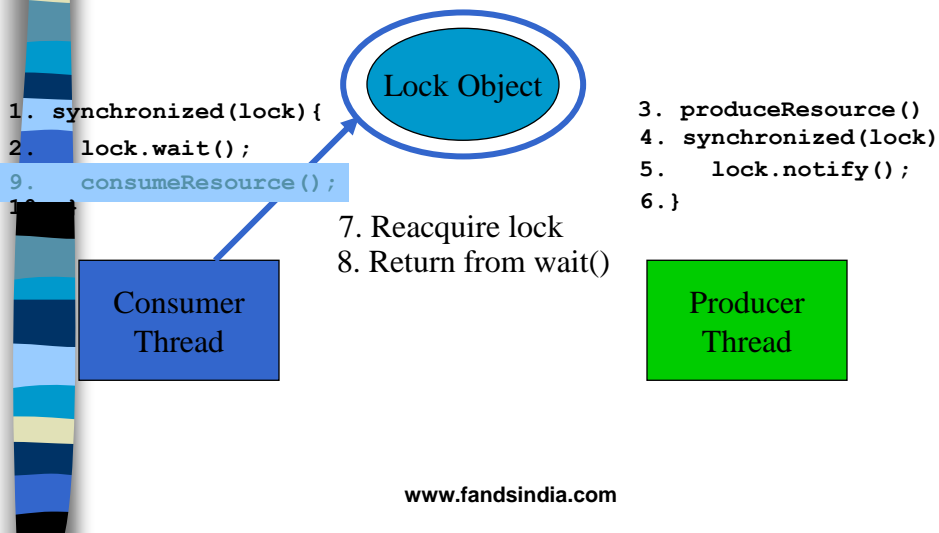 Lock Object
1. synchronized(lock){
2. lock.wait();
9. consumeResource();
10. }
3. produceResource()
4. synchronized(lock)
5. lock.notify();
6.}
7. Reacquire lock
8. Return from wait()
Consumer
Thread
Producer
Thread
www.fandsindia.com